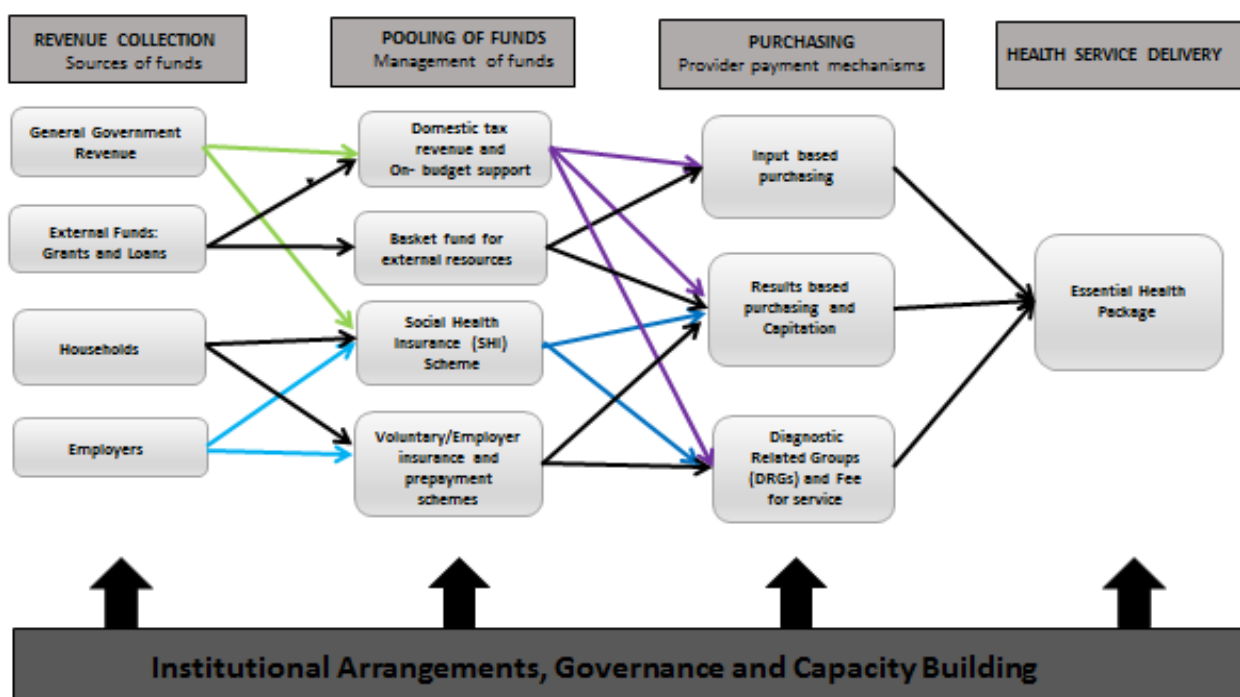 REVENUE COLLECTION
Sources of funds
POOLING OF FUNDS
Management of funds
PURCHASING
Provider payment mechanisms
HEALTH SERVICE DELIVERY
General Government
Revenue
External Funds:
Grants and Loans
Households
Employers
Domestic tax
revenue and
On- budget support
Basket fund for
external resources
Social Health
Insurance (SHI)
Scheme
Voluntary/Employer
insurance and
prepayment
schemes
Input based
purchasing
Results based
purchasing and
Capitation
Diagnostic
Related Groups
(DRGs) and Fee
for service
Essential Health
Package
Institutional Arrangements, Governance and Capacity Building